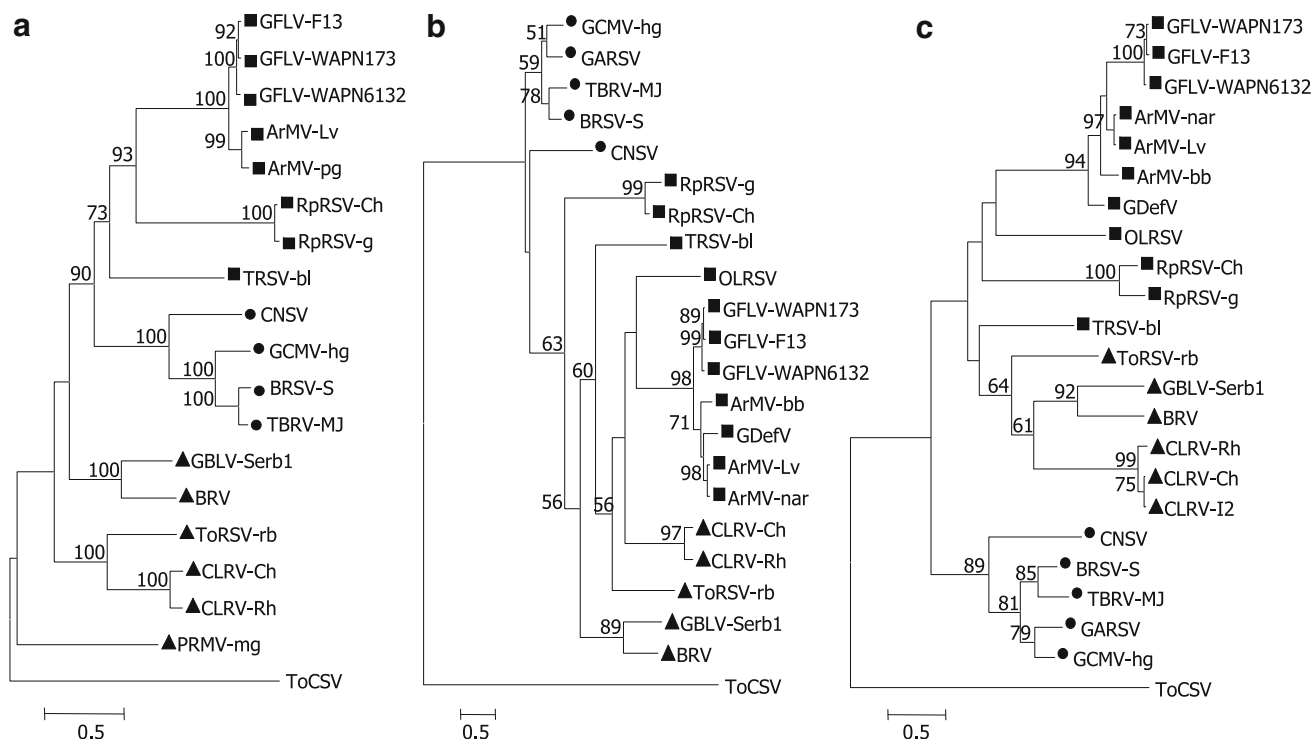 a
GFLV-F13
92
GFLV-WAPN173
100
GFLV-WAPN6132
100
ArMV-Lv
99
ArMV-pg
93
RpRSV-Ch
100
RpRSV-g
73
TRSV-bl
90
CNSV
100
GCMV-hg
100
BRSV-S
100
TBRV-MJ
GBLV-Serb1
100
BRV
ToRSV-rb
100
CLRV-Ch
100
CLRV-Rh
PRMV-mg
ToCSV
0.5
b
GCMV-hg
51
GARSV
59
TBRV-MJ
78
BRSV-S
CNSV
RpRSV-g
99
RpRSV-Ch
TRSV-bl
OLRSV
GFLV-WAPN173
89
GFLV-F13
99
63
GFLV-WAPN6132
60
98
ArMV-bb
71
GDefV
ArMV-Lv
98
ArMV-nar
56
56
CLRV-Ch
97
CLRV-Rh
ToRSV-rb
GBLV-Serb1
89
BRV
ToCSV
0.5
c
GFLV-WAPN173
73
GFLV-F13
100
GFLV-WAPN6132
ArMV-nar
97
ArMV-Lv
94
ArMV-bb
GDefV
OLRSV
RpRSV-Ch
100
RpRSV-g
TRSV-bl
ToRSV-rb
64
GBLV-Serb1
92
BRV
61
CLRV-Rh
99
CLRV-Ch
75
CLRV-I2
CNSV
89
BRSV-S
85
TBRV-MJ
81
GARSV
79
GCMV-hg
ToCSV
0.5